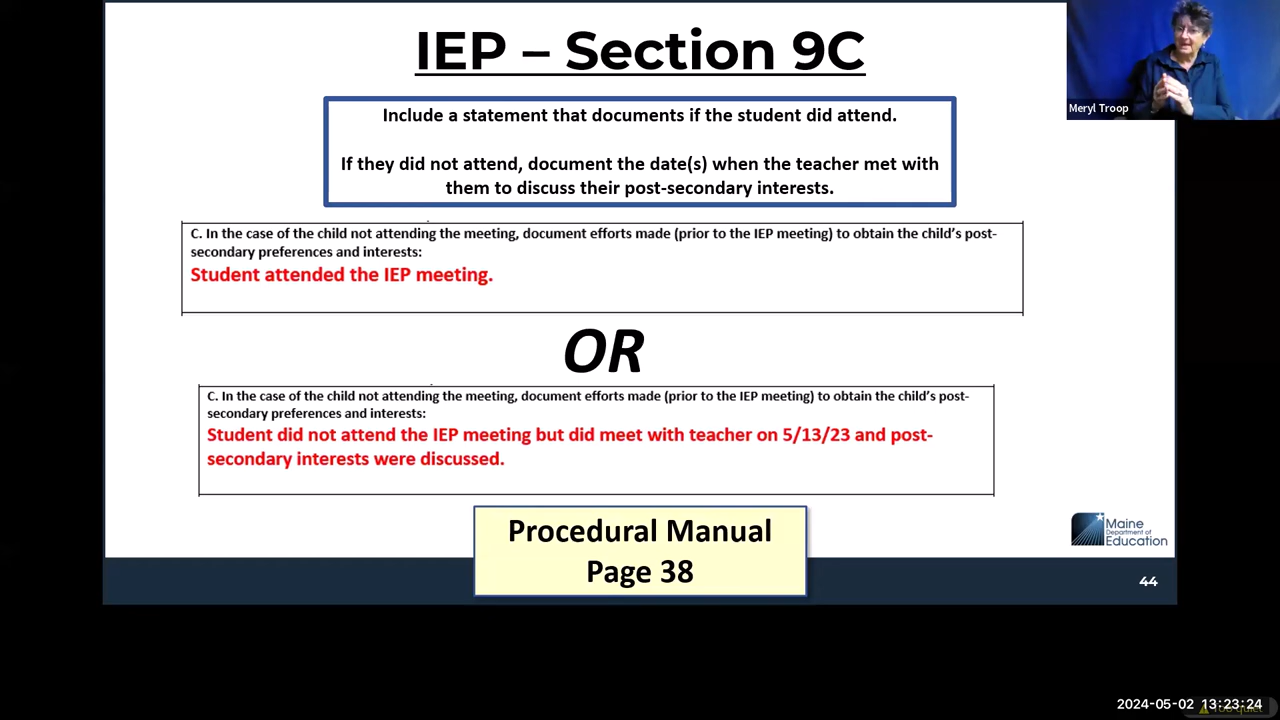 IEP – Section 9C
Meryl Troop
Include a statement that documents if the student did attend.
If they did not attend, document the date(s) when the teacher met with
them to discuss their post-secondary interests.
C. In the case of the child not attending the meeting, document efforts made (prior to the IEP meeting) to obtain the child's post-
secondary preferences and interests:
Student attended the IEP meeting.
OR
C. In the case of the child not attending the meeting, document efforts made (prior to the IEP meeting) to obtain the child's post-
secondary preferences and interests:
Student did not attend the IEP meeting but did meet with teacher on 5/13/23 and post-
secondary interests were discussed.
Procedural Manual
Page 38
Maine
Department of
Education
44
2024-05-02 13:23:24